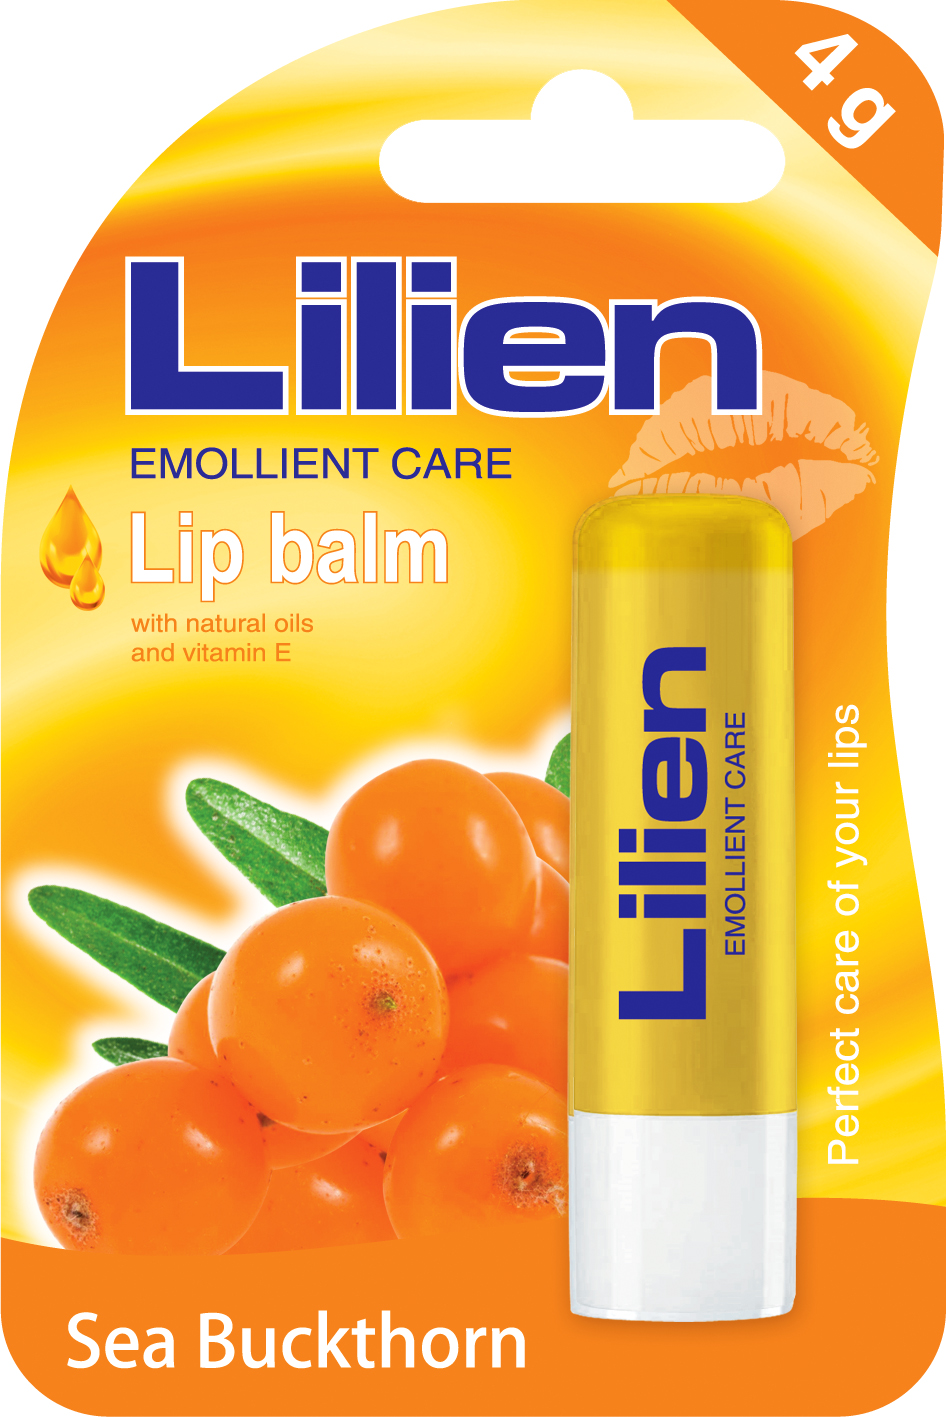 4 g
Lilien
EMOLLIENT CARE
Lip balm
with natural oils
and vitamin E
Lilien
EMOLLIENT CARE
Perfect care of your lips
Sea Buckthorn